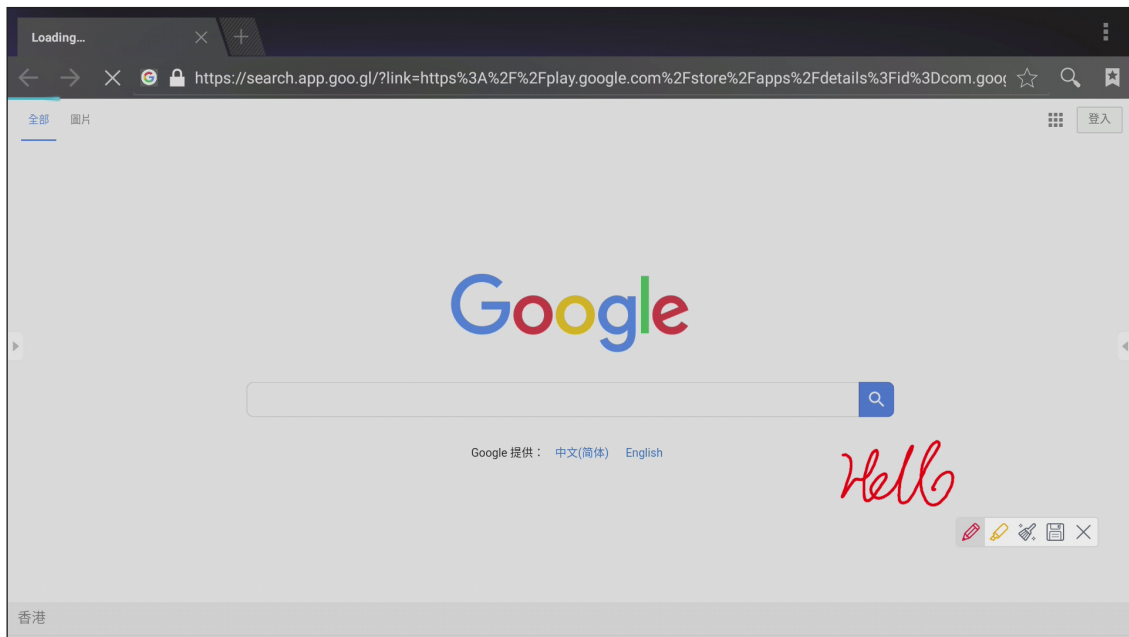 Loading...
https://search.app.goo.gl/?link=https%3A%2F%2Fplay.google.com%2Fstore%2Fapps%2Fdetails%3Fid%3Dcom.goog
全部 圖片 登入
Google
Google 提供： 中文(简体) English
Hello
香港